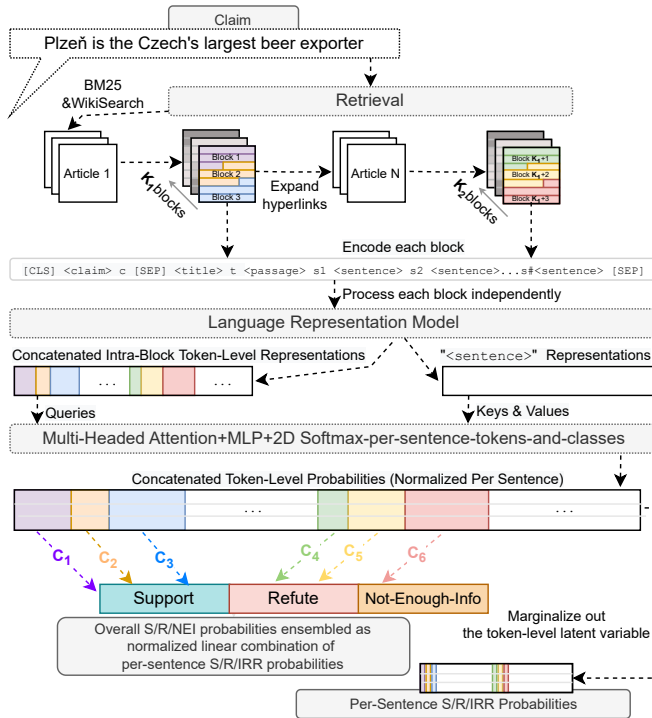 Claim
Plzeň is the Czech's largest beer exporter
BM25
&WikiSearch
Retrieval
Article 1
Block 1
Block 2
Block 3
K1 blocks
Expand
hyperlinks
Article N
Block K1+1
Block K1+2
Block K1+3
K2 blocks
Encode each block
[CLS] <claim> c [SEP] <title> t <passage> s1 <sentence> s2 <sentence>...s#<sentence> [SEP]
Process each block independently
Language Representation Model
Concatenated Intra-Block Token-Level Representations
"<sentence>" Representations
. . .
. . .
Queries
Keys & Values
Multi-Headed Attention+MLP+2D Softmax-per-sentence-tokens-and-classes
Concatenated Token-Level Probabilities (Normalized Per Sentence)
. . .
. . .
C1
C2
C3
C4
C5
C6
Support
Refute
Not-Enough-Info
Overall S/R/NEI probabilities ensembled as
normalized linear combination of
per-sentence S/R/IRR probabilities
Marginalize out
the token-level latent variable
Per-Sentence S/R/IRR Probabilities